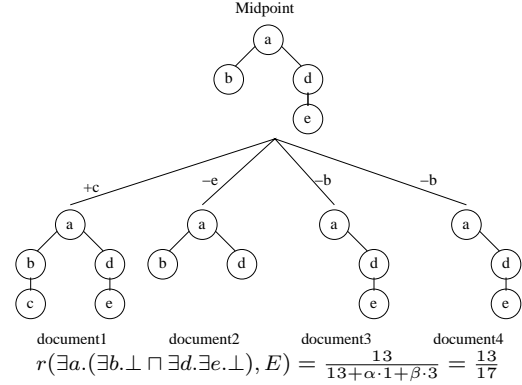 Midpoint
a
b d
e
+c −e −b −b
a a a a
b d b d d d
c e e e
document1 document2 document3 document4
r(∃a.(∃b.⊥ ⊓ ∃d.∃e.⊥), E) = 13/(13+α·1+β·3) = 13/17